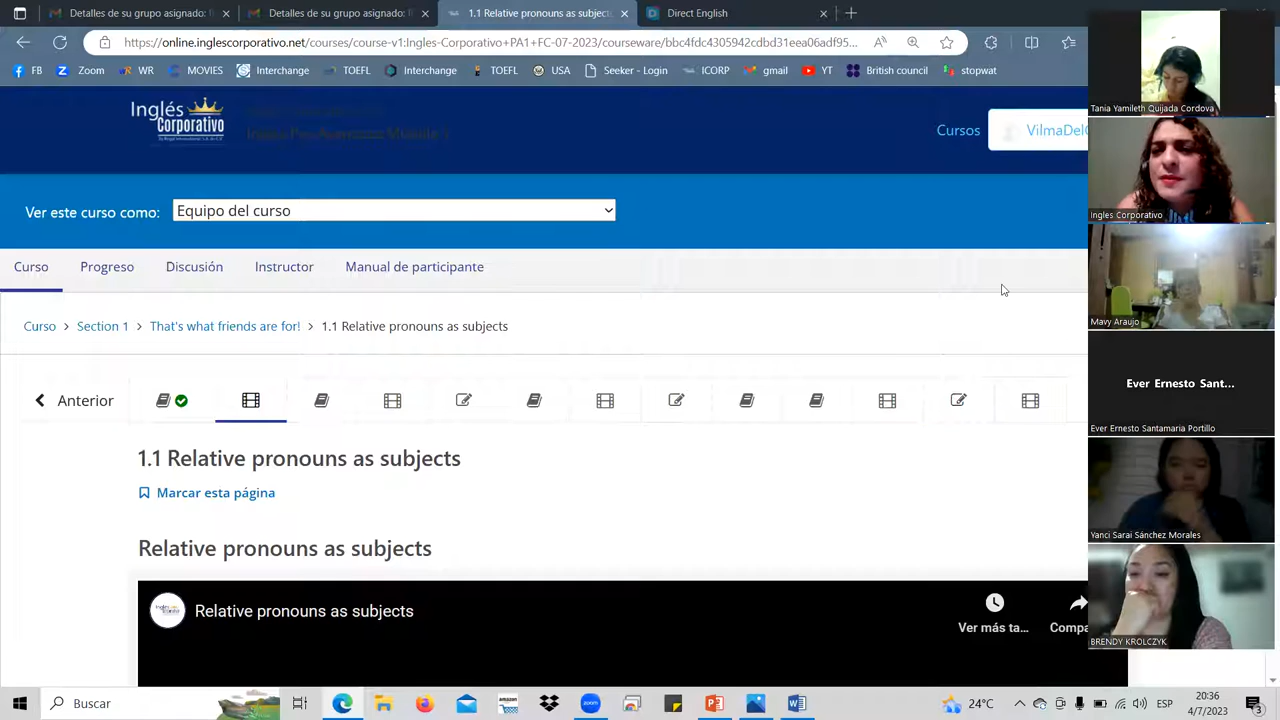 Detalles de su grupo asignado: I
Detalles de su grupo asignado I
1.1 Relative pronouns as subjects
Direct English
https://online.inglescorporativo.net/courses/course-v1:Ingles-Corporativo+PA1+FC-07-2023/courseware/bbc4fdc4305942cdbd31eea06adf95...
FB
Zoom
WR
MOVIES
Interchange
TOEFL
Interchange
TOEFL
USA
Seeker - Login
ICORP
gmail
YT
British council
stopwat
Inglés
Corporativo
Cursos
VilmaDelC
Ver este curso como:
Equipo del curso
Curso
Progreso
Discusión
Instructor
Manual de participante
Curso > Section 1 > That's what friends are for! > 1.1 Relative pronouns as subjects
Anterior
1.1 Relative pronouns as subjects
Marcar esta página
Relative pronouns as subjects
Relative pronouns as subjects
Ver más ta...
Compa
Tania Yamileth Quijada Cordova
Ingles Corporativo
Mavy Araujo
Ever Ernesto Sant...
Ever Ernesto Santamaria Portillo
Yanci Sarai Sánchez Morales
BRENDY KROLCZYK
Buscar
amazon
zoom
24°C
ESP
20:36
4/7/2023
3